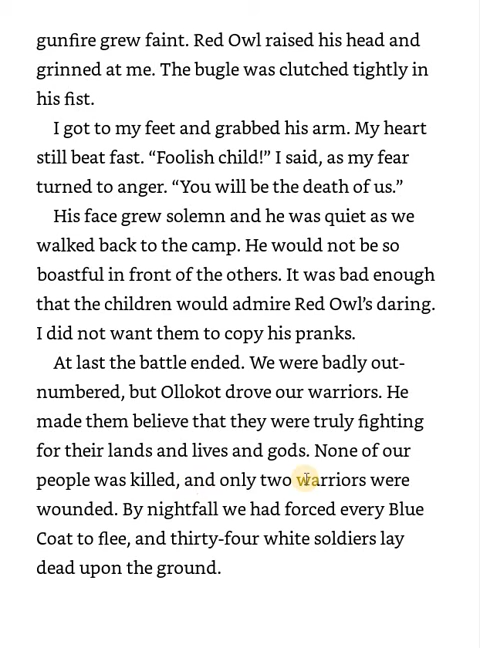 gunfire grew faint. Red Owl raised his head and
grinned at me. The bugle was clutched tightly in
his fist.
I got to my feet and grabbed his arm. My heart
still beat fast. “Foolish child!” I said, as my fear
turned to anger. “You will be the death of us.”
His face grew solemn and he was quiet as we
walked back to the camp. He would not be so
boastful in front of the others. It was bad enough
that the children would admire Red Owl’s daring.
I did not want them to copy his pranks.
At last the battle ended. We were badly out-
numbered, but Ollokot drove our warriors. He
made them believe that they were truly fighting
for their lands and lives and gods. None of our
people was killed, and only two warriors were
wounded. By nightfall we had forced every Blue
Coat to flee, and thirty-four white soldiers lay
dead upon the ground.